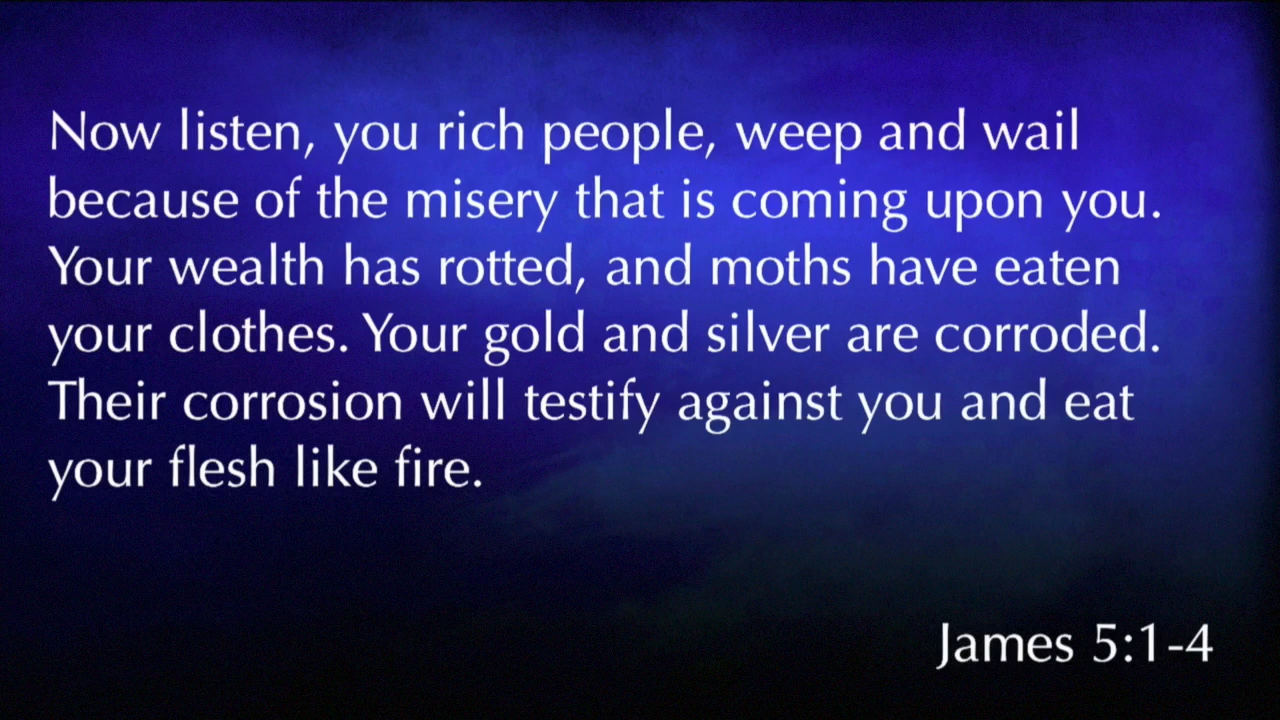 Now listen, you rich people, weep and wail
because of the misery that is coming upon you.
Your wealth has rotted, and moths have eaten
your clothes. Your gold and silver are corroded.
Their corrosion will testify against you and eat
your flesh like fire.
James 5:1-4